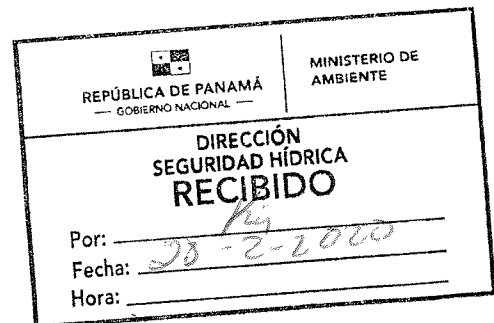 REPÚBLICA DE PANAMÁ
— GOBIERNO NACIONAL —
MINISTERIO DE
AMBIENTE
DIRECCIÓN
SEGURIDAD HÍDRICA
RECIBIDO
Por:
Fecha: 28-2-2020
Hora: